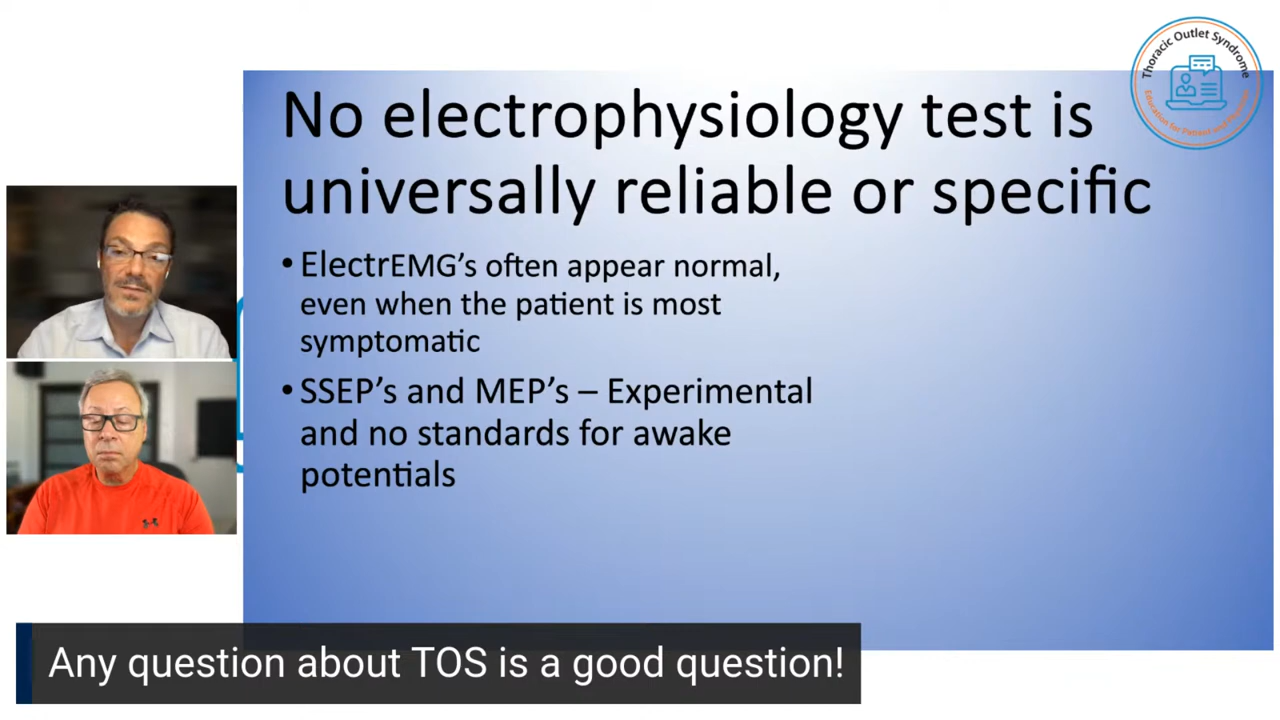 No electrophysiology test is
universally reliable or specific
• ElectrEMG's often appear normal,
even when the patient is most
symptomatic
• SSEP's and MEP's – Experimental
and no standards for awake
potentials
Thoracic Outlet Syndrome
Any question about TOS is a good question!